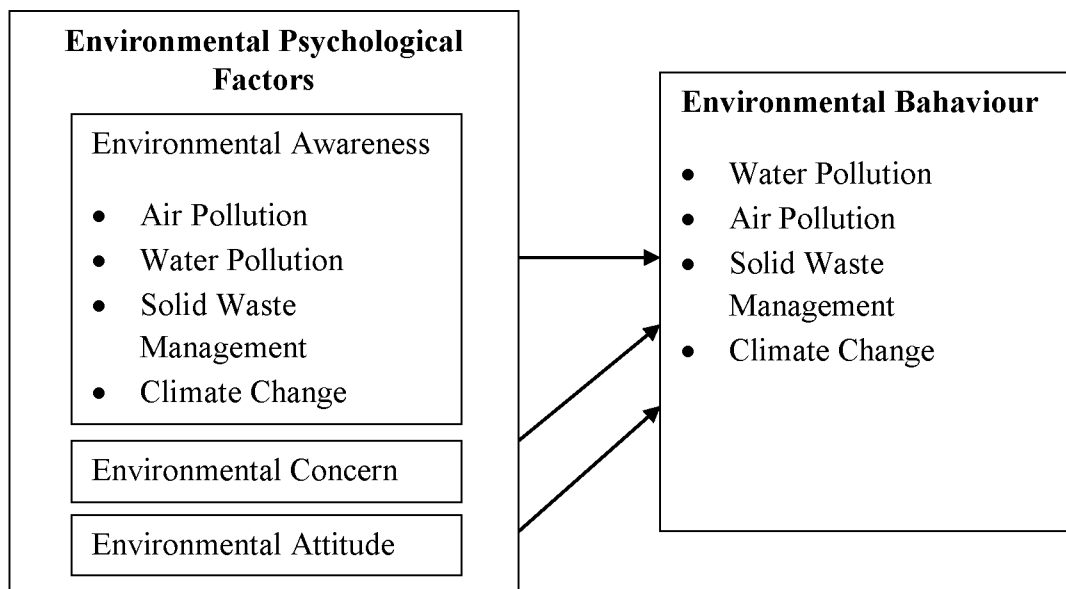 Environmental Psychological
Factors
Environmental Awareness
• Air Pollution
• Water Pollution
• Solid Waste
Management
• Climate Change
Environmental Concern
Environmental Attitude
Environmental Bahaviour
• Water Pollution
• Air Pollution
• Solid Waste
Management
• Climate Change